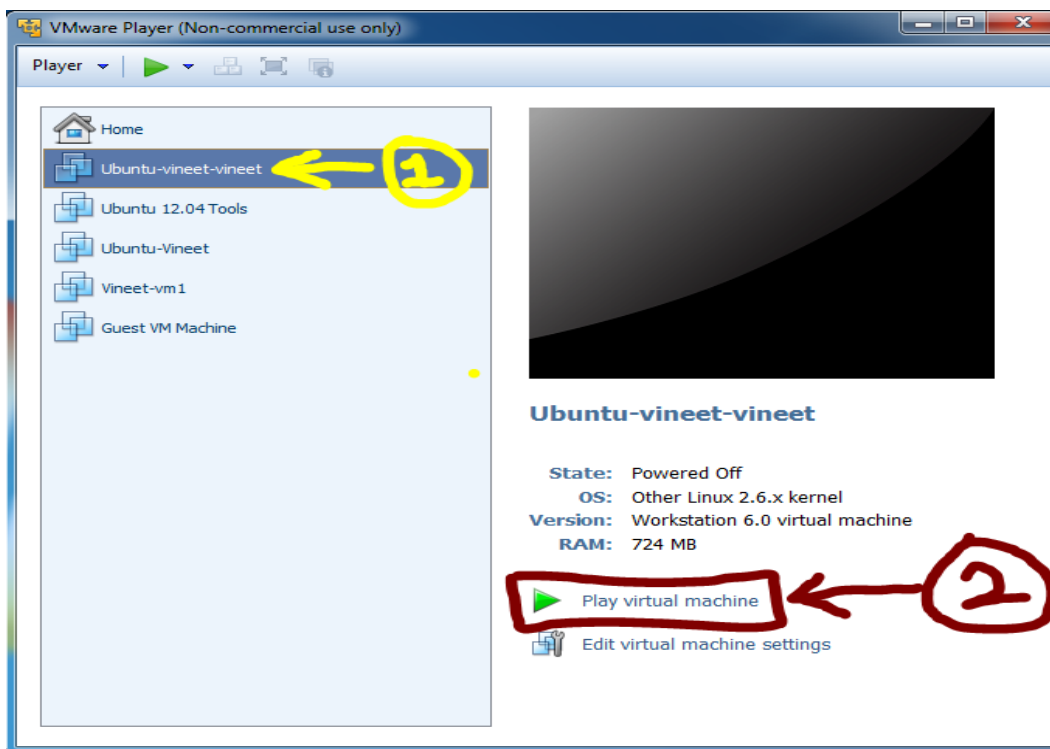 VMware Player (Non-commercial use only)
Player
Home
Ubuntu-vineet-vineet
1
Ubuntu 12.04 Tools
Ubuntu-Vineet
Vineet-vm1
Guest VM Machine
Ubuntu-vineet-vineet
State: Powered Off
OS: Other Linux 2.6.x kernel
Version: Workstation 6.0 virtual machine
RAM: 724 MB
Play virtual machine
2
Edit virtual machine settings